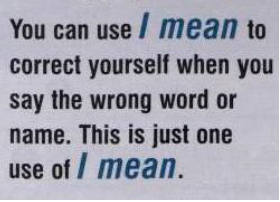 You can use I mean to
correct yourself when you
say the wrong word or
name. This is just one
use of I mean.